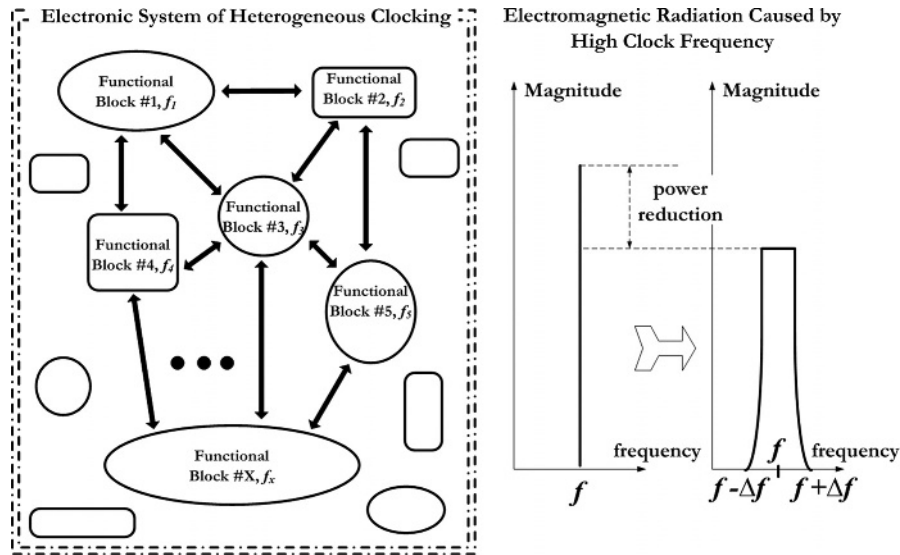 Electronic System of Heterogeneous Clocking
Functional
Block #1, f1
Functional
Block #2, f2
Functional
Block #3, f3
Functional
Block #4, f4
Functional
Block #5, f5
Functional
Block #X, fx
Electromagnetic Radiation Caused by
High Clock Frequency
Magnitude
power
reduction
frequency
f
Magnitude
f
frequency
f -Δf
f +Δf